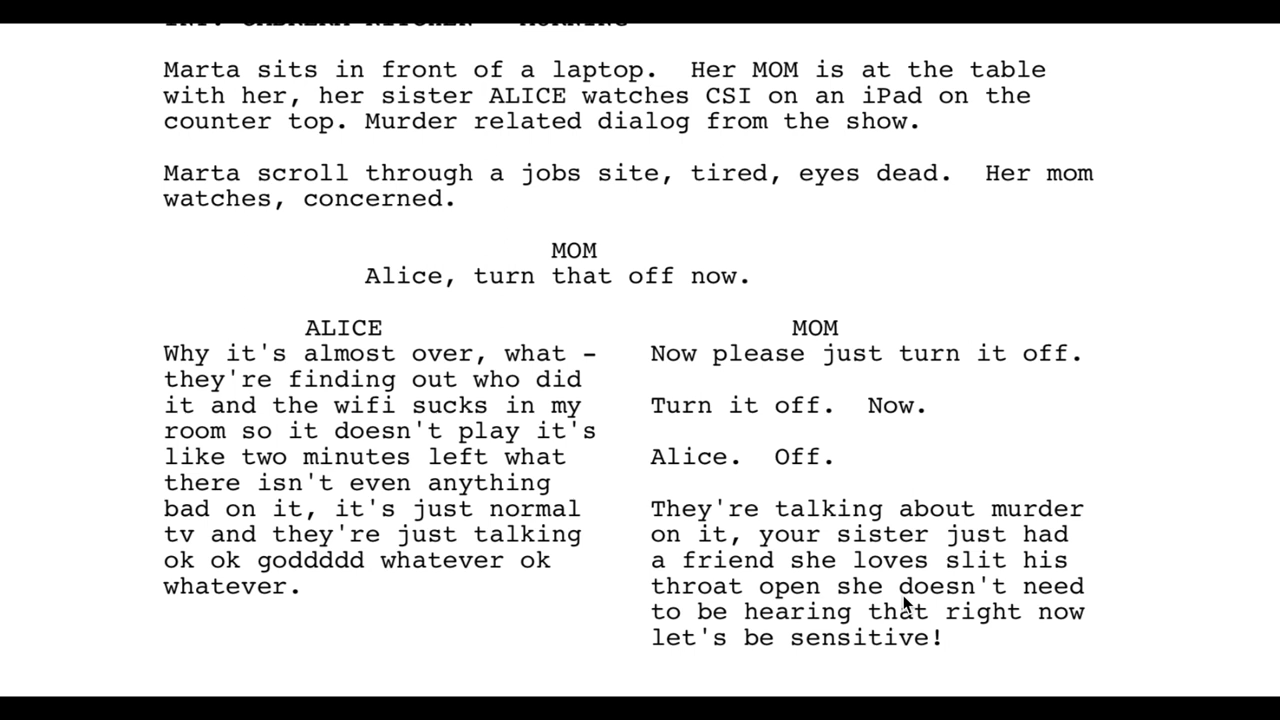 INT. CABRERA KITCHEN - MORNING
Marta sits in front of a laptop.  Her MOM is at the table
with her, her sister ALICE watches CSI on an iPad on the
counter top. Murder related dialog from the show.
Marta scroll through a jobs site, tired, eyes dead.  Her mom
watches, concerned.
MOM
Alice, turn that off now.
ALICE
Why it's almost over, what –
they're finding out who did
it and the wifi sucks in my
room so it doesn't play it's
like two minutes left what
there isn't even anything
bad on it, it's just normal
tv and they're just talking
ok ok goddddd whatever ok
whatever.
MOM
Now please just turn it off.
Turn it off.  Now.
Alice.  Off.
They're talking about murder
on it, your sister just had
a friend she loves slit his
throat open she doesn't need
to be hearing that right now
let's be sensitive!